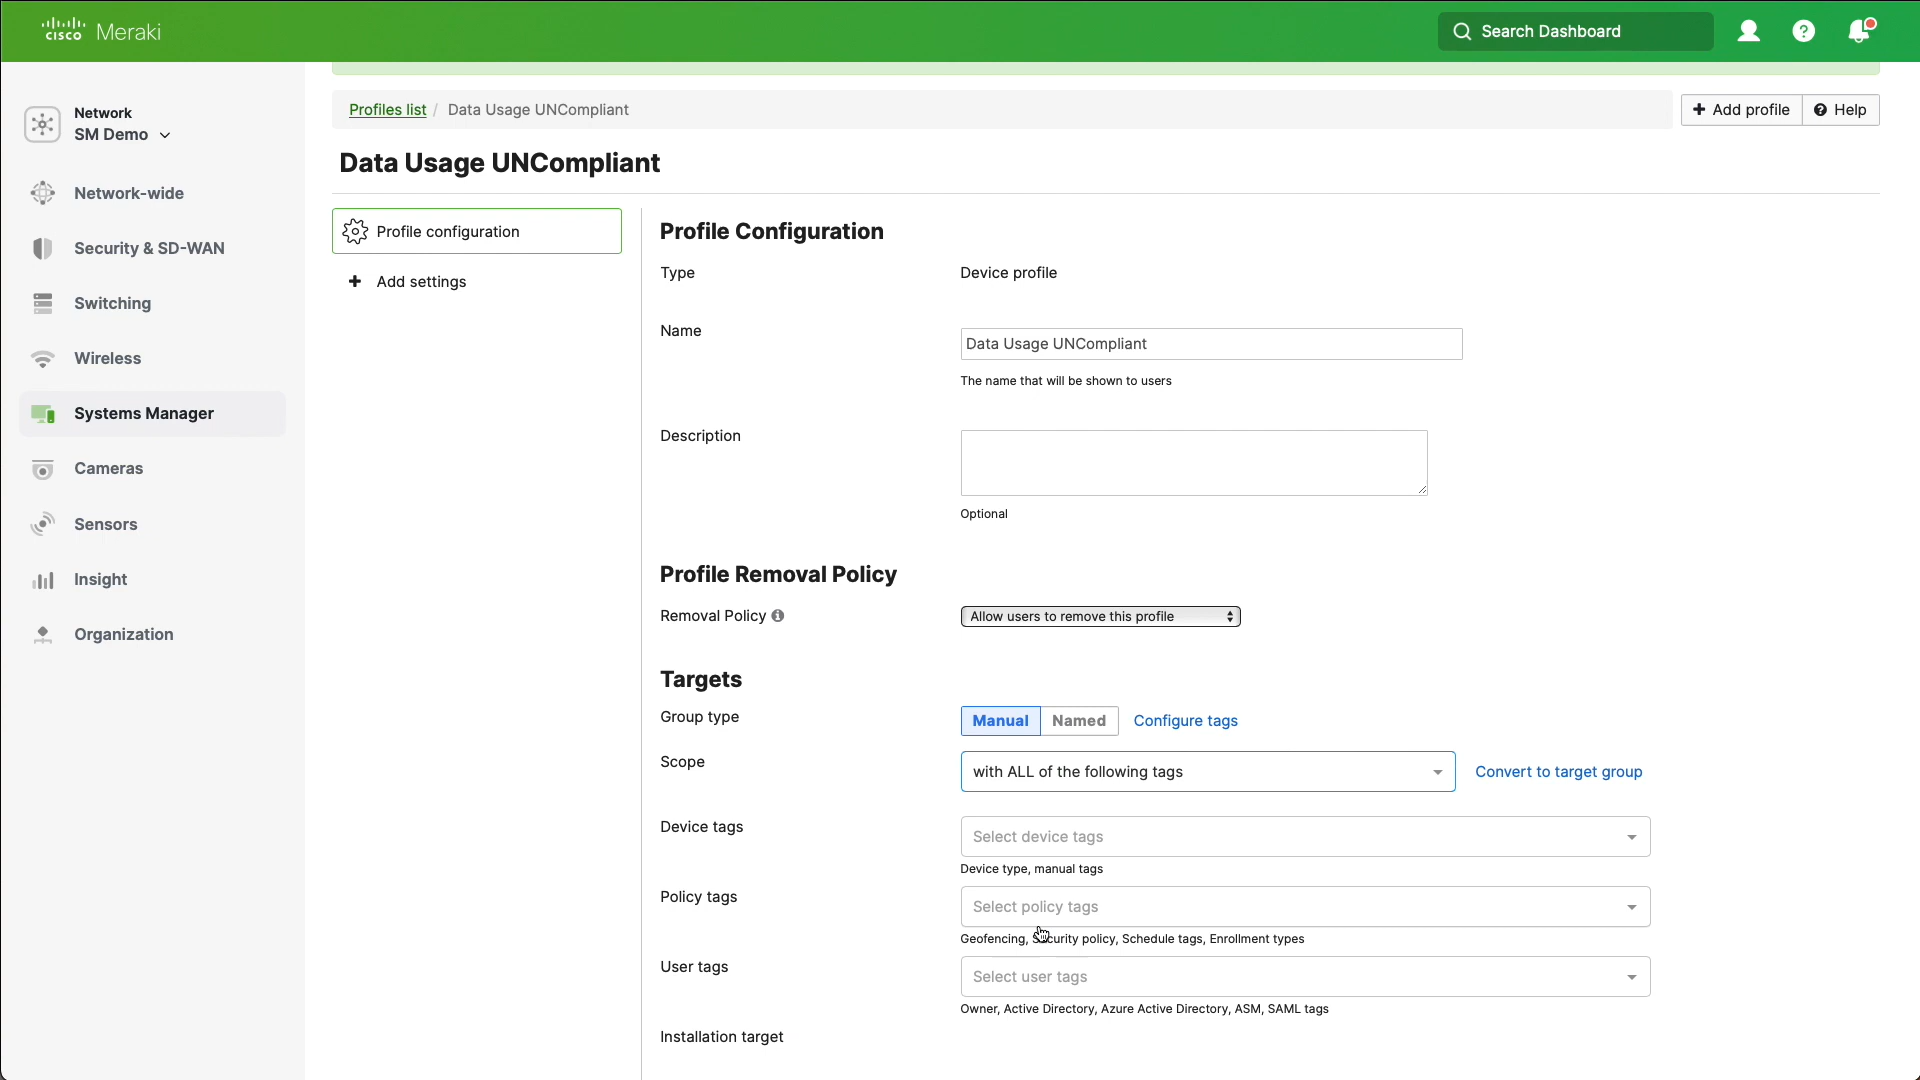 CISCO Meraki
Search Dashboard
Network
SM Demo
Network-wide
Security & SD-WAN
Switching
Wireless
Systems Manager
Cameras
Sensors
Insight
Organization
Profiles list / Data Usage UNCompliant
+ Add profile
Help
Data Usage UNCompliant
Profile configuration
+ Add settings
Profile Configuration
Type Device profile
Name Data Usage UNCompliant
The name that will be shown to users
Description
Optional
Profile Removal Policy
Removal Policy Allow users to remove this profile
Targets
Group type Manual Named Configure tags
Scope with ALL of the following tags Convert to target group
Device tags Select device tags
Device type, manual tags
Policy tags Select policy tags
Geofencing, Security policy, Schedule tags, Enrollment types
User tags Select user tags
Owner, Active Directory, Azure Active Directory, ASM, SAML tags
Installation target